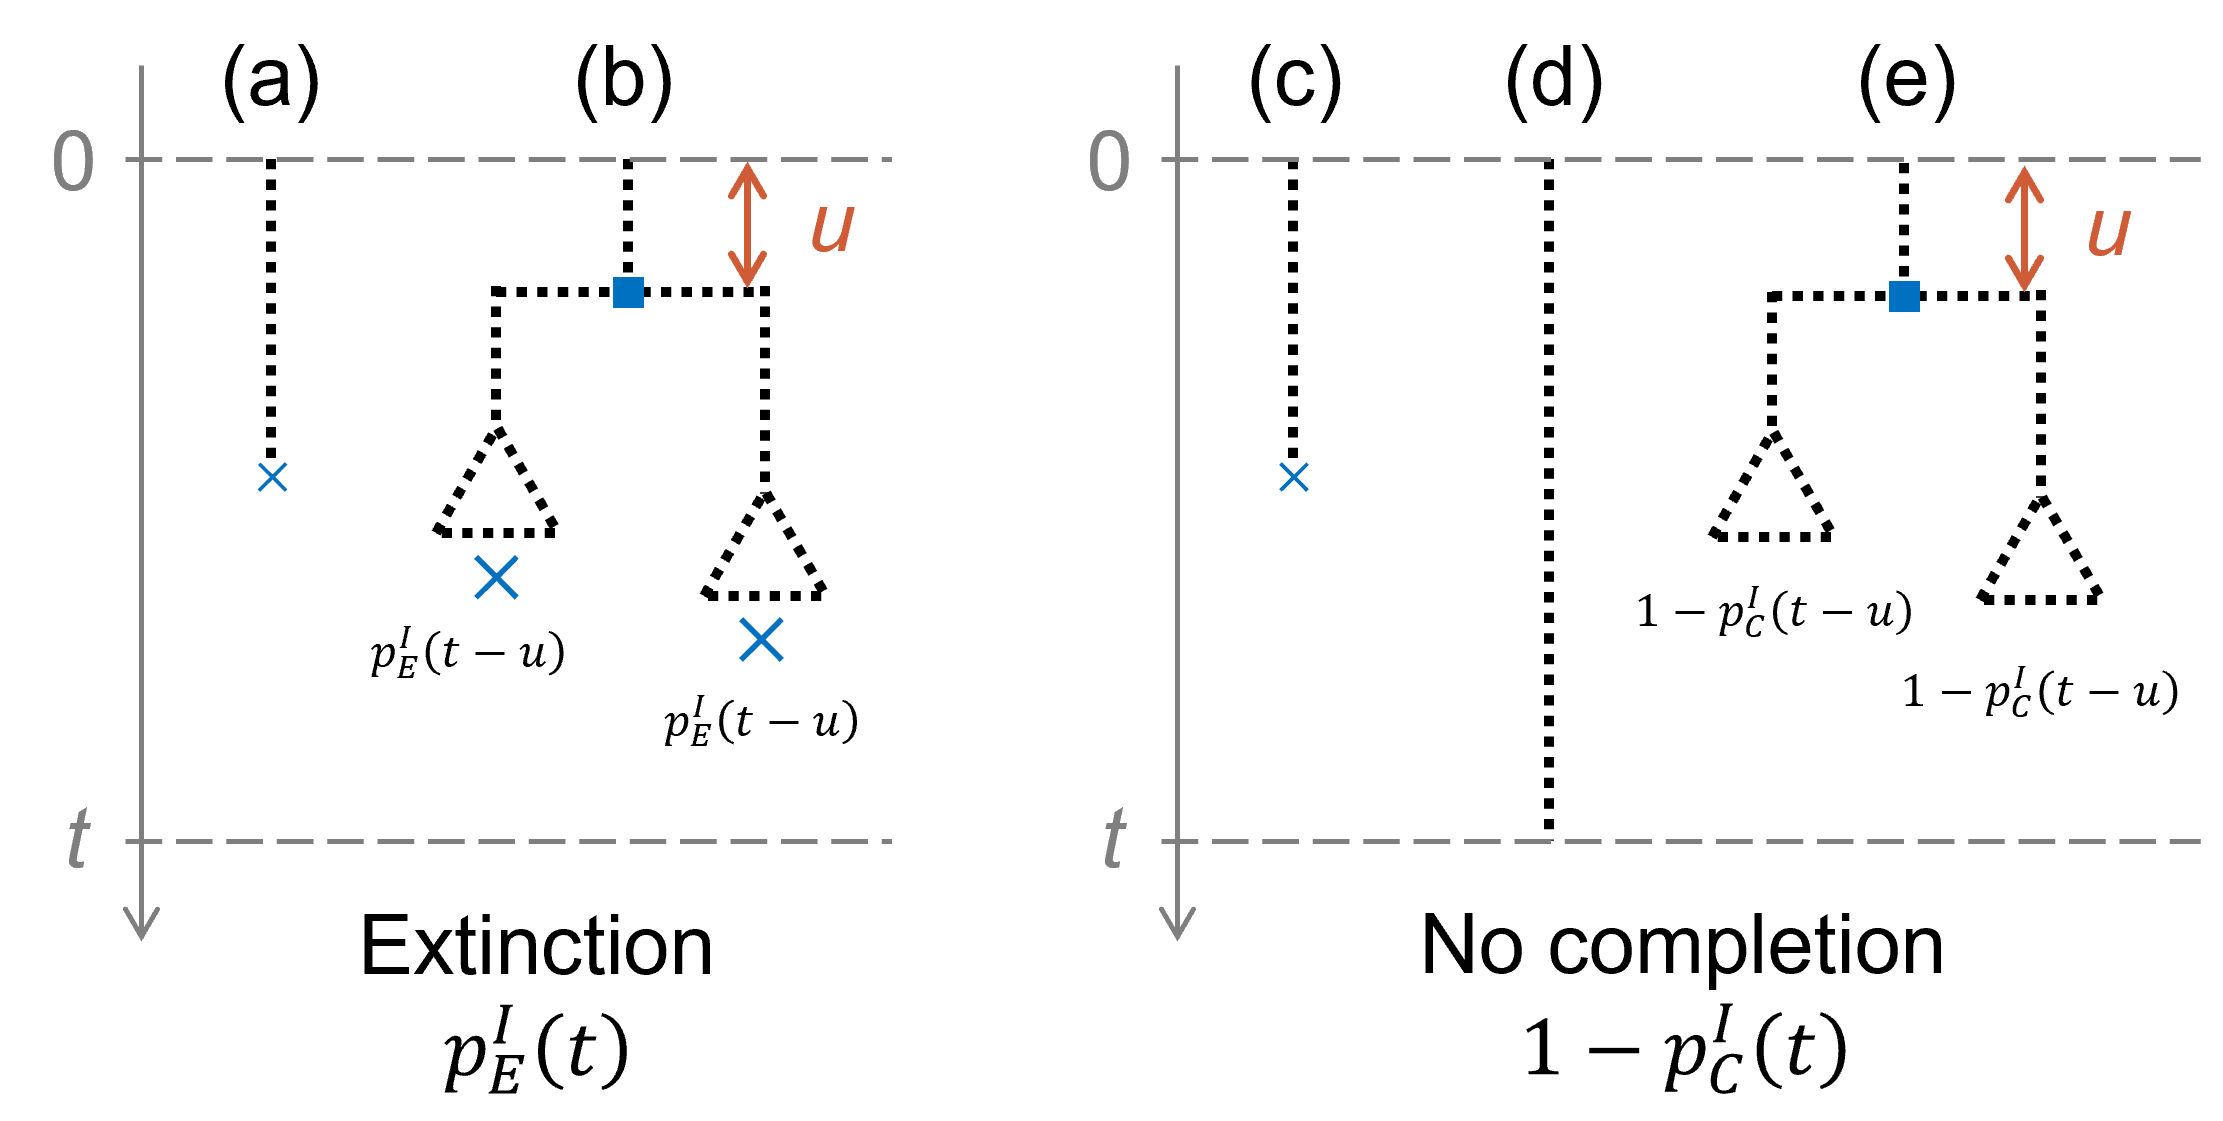 (a) (b)
0
u
p_E^I(t − u)
p_E^I(t − u)
t
Extinction
p_E^I(t)
(c) (d) (e)
0
u
1 − p_C^I(t − u)
1 − p_C^I(t − u)
t
No completion
1 − p_C^I(t)